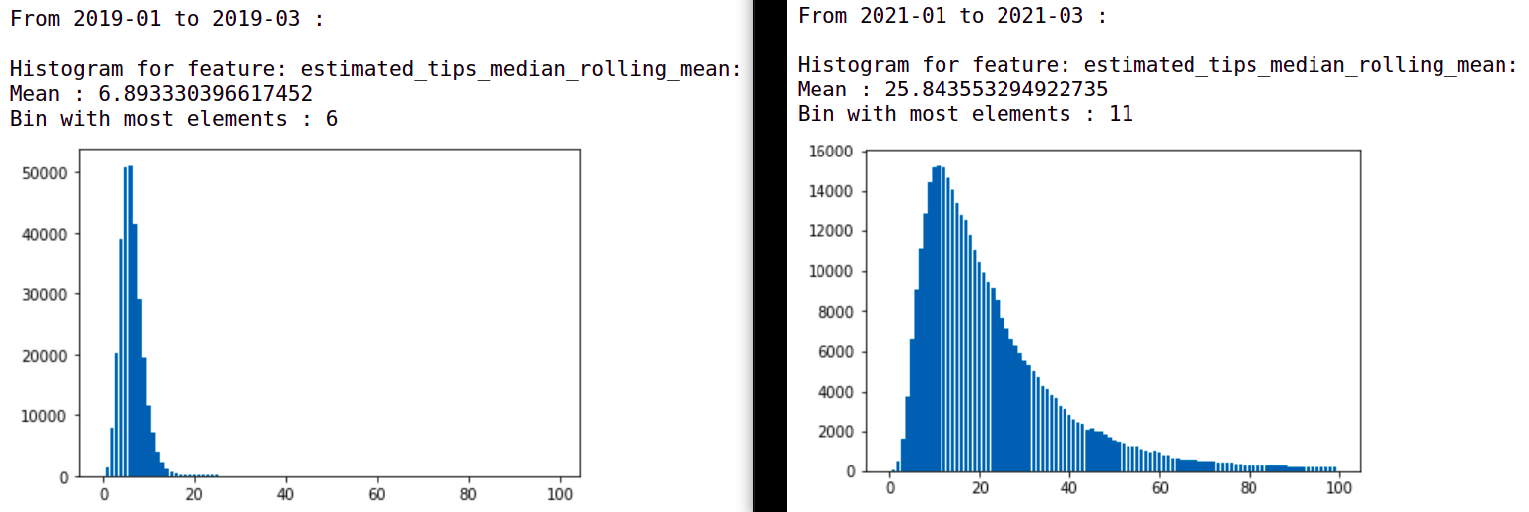 From 2019-01 to 2019-03 :
Histogram for feature: estimated_tips_median_rolling_mean:
Mean : 6.893330396617452
Bin with most elements : 6
50000
40000
30000
20000
10000
0
0 20 40 60 80 100
From 2021-01 to 2021-03 :
Histogram for feature: estimated_tips_median_rolling_mean:
Mean : 25.843553294922735
Bin with most elements : 11
16000
14000
12000
10000
8000
6000
4000
2000
0
0 20 40 60 80 100